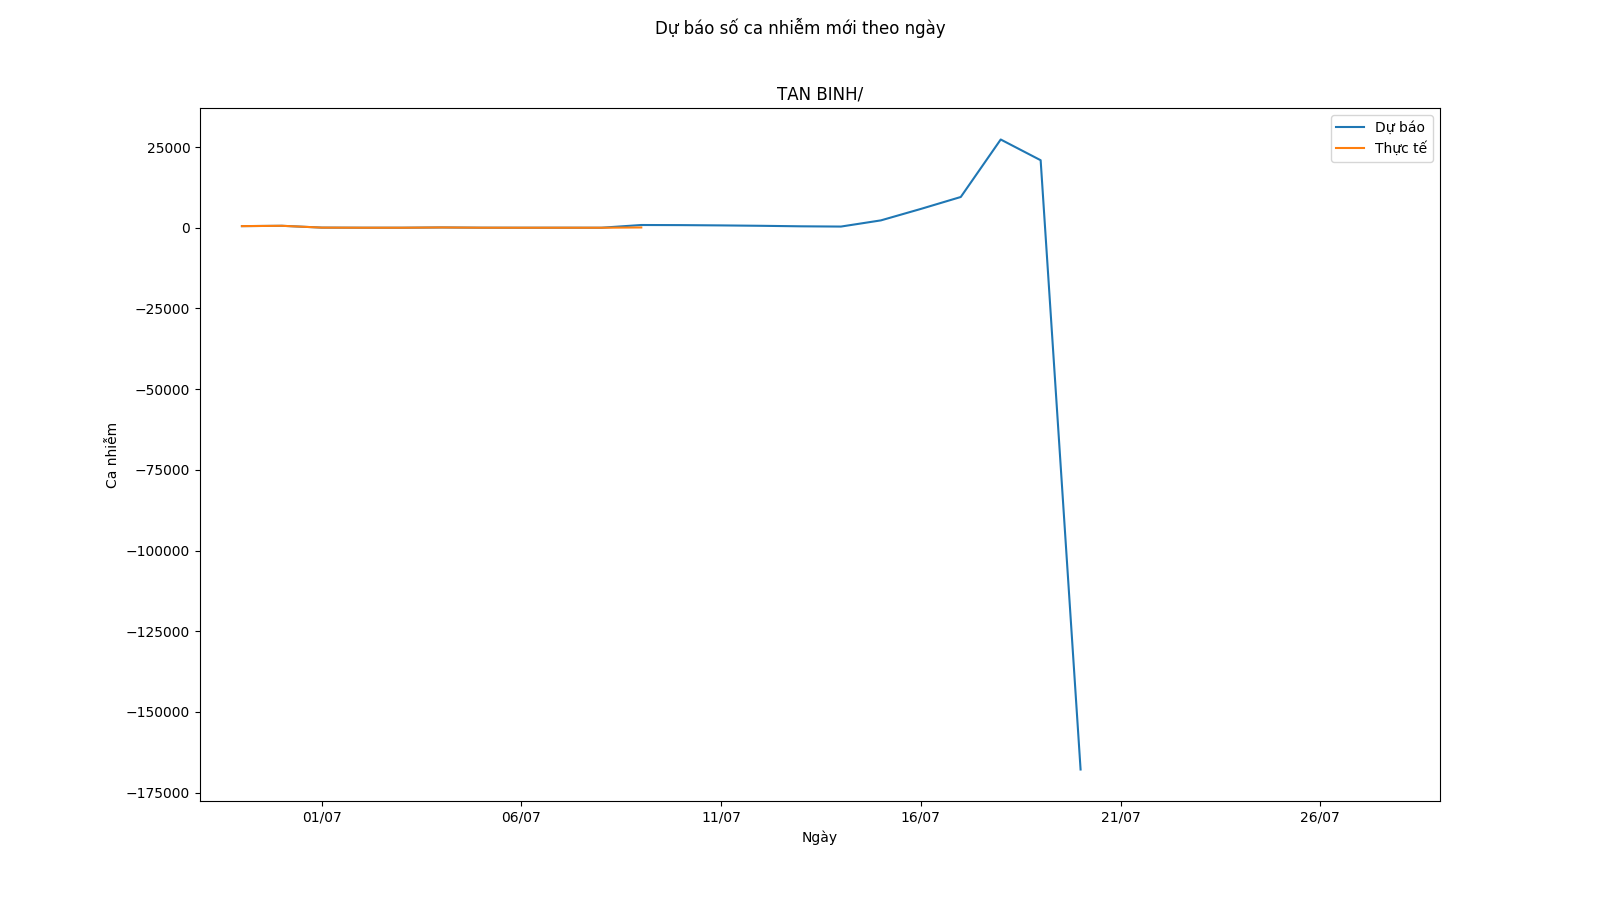 Dự báo số ca nhiễm mới theo ngày
TAN BINH/
Dự báo
Thực tế
25000
0
−25000
−50000
−75000
−100000
−125000
−150000
−175000
Ca nhiễm
01/07
06/07
11/07
16/07
21/07
26/07
Ngày